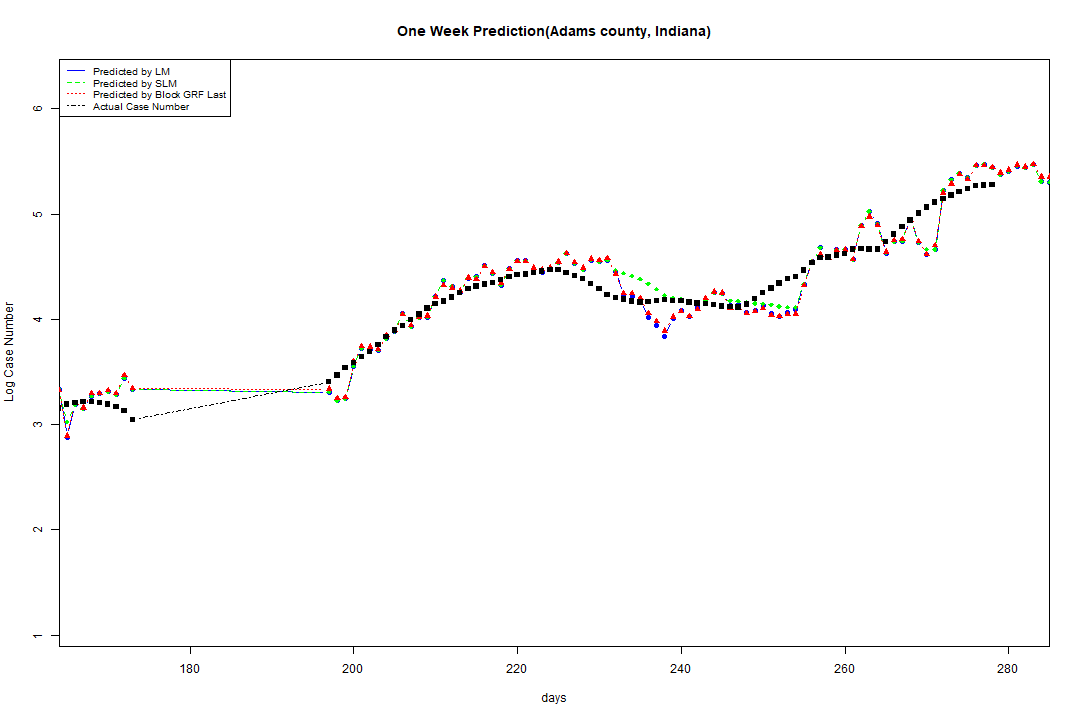 One Week Prediction(Adams county, Indiana)
Predicted by LM
Predicted by SLM
Predicted by Block GRF Last
Actual Case Number
6
5
4
3
2
1
Log Case Number
180 200 220 240 260 280
days